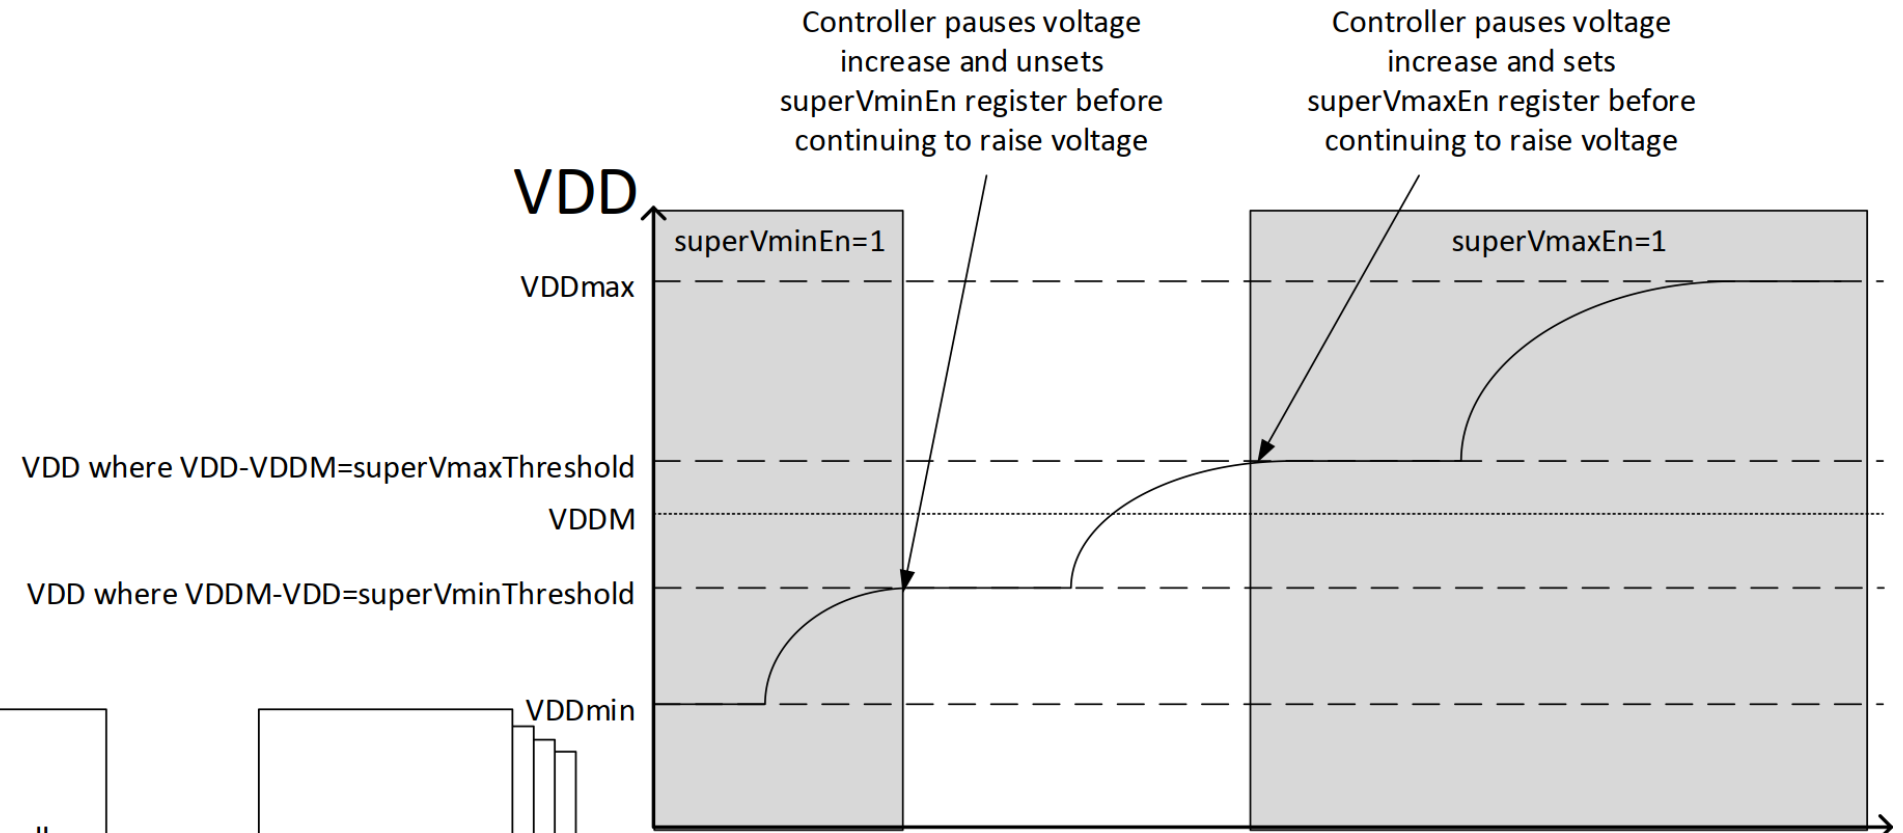 Controller pauses voltage
increase and unsets
superVminEn register before
continuing to raise voltage
Controller pauses voltage
increase and sets
superVmaxEn register before
continuing to raise voltage
VDD
superVminEn=1
superVmaxEn=1
VDDmax
VDD where VDD-VDDM=superVmaxThreshold
VDDM
VDD where VDDM-VDD=superVminThreshold
VDDmin